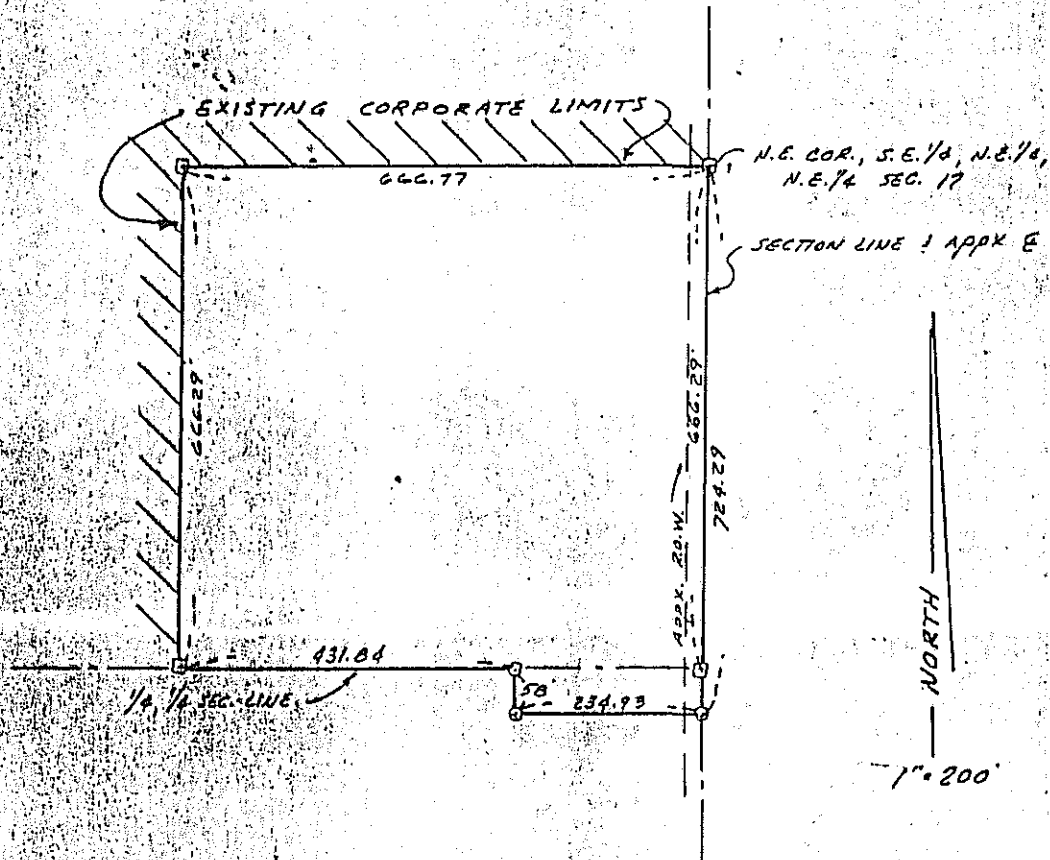 EXISTING CORPORATE LIMITS
666.77
N.E. COR., S.E.1/4, N.E.1/4,
N.E.1/4 SEC. 17
SECTION LINE & APPX ℄
666.29'
666.29'
724.29
APPX. R.O.W.
431.84
1/4, 1/4 SEC. LINE
58'
234.93
NORTH
1"=200'